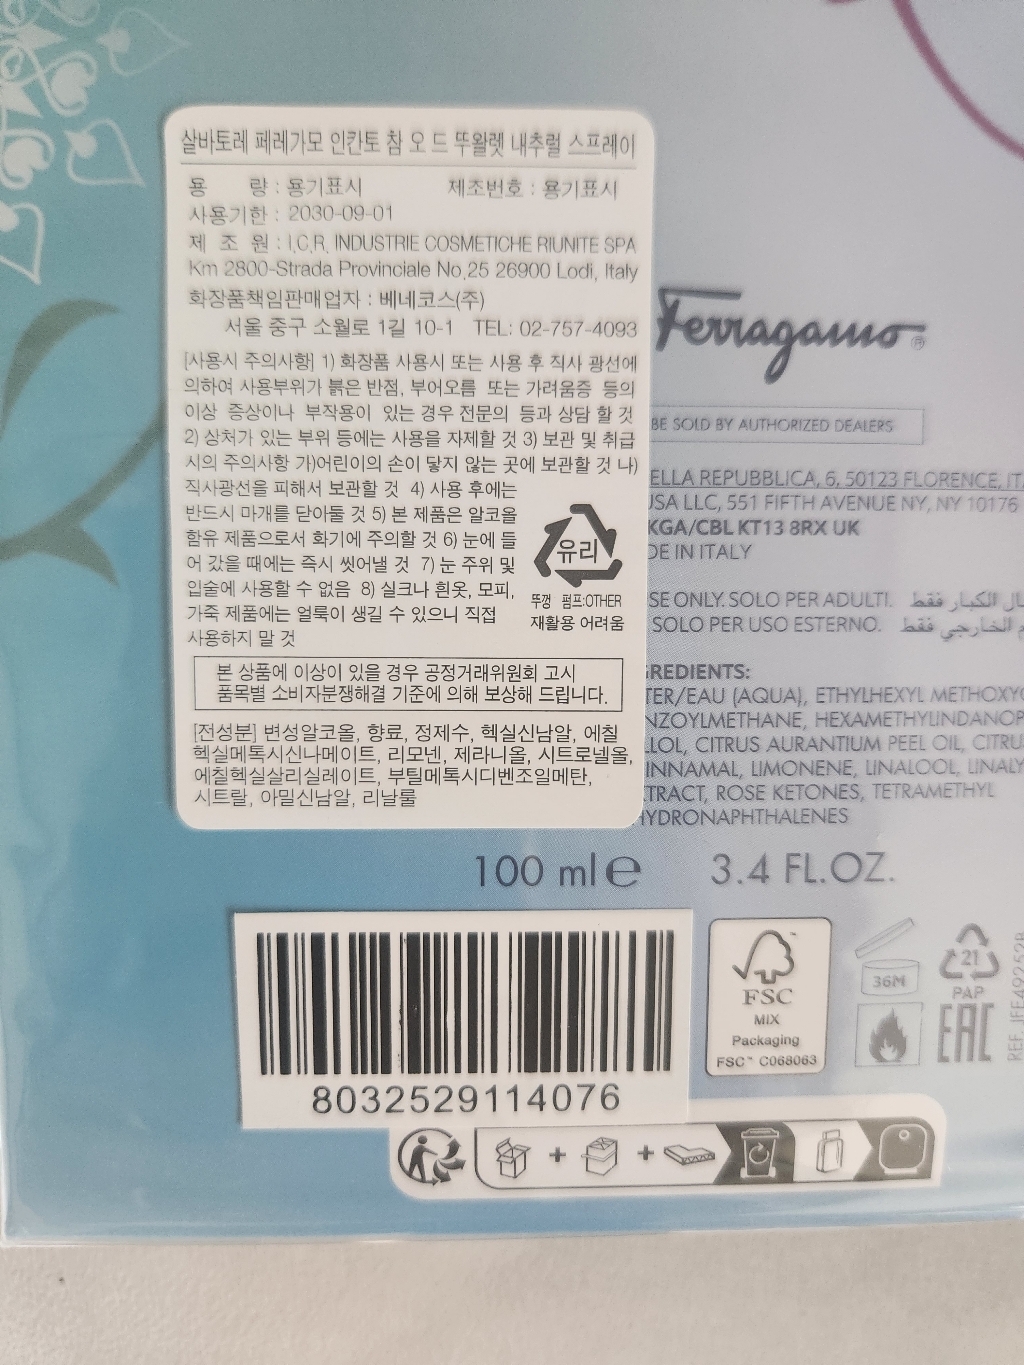 살바토레 페레가모 인칸토 참 오 드 뚜왈렛 내추럴 스프레이
용 량 : 용기표시 제조번호 : 용기표시
사용기한 : 2030-09-01
제 조 원 : I.C.R. INDUSTRIE COSMETICHE RIUNITE SPA
Km 2800-Strada Provinciale No.25 26900 Lodi, Italy
화장품책임판매업자 : 베네코스(주)
서울 중구 소월로 1길 10-1 TEL: 02-757-4093
[사용시 주의사항] 1) 화장품 사용시 또는 사용 후 직사 광선에
의하여 사용부위가 붉은 반점, 부어오름 또는 가려움증 등의
이상 증상이나 부작용이 있는 경우 전문의 등과 상담 할 것
2) 상처가 있는 부위 등에는 사용을 자제할 것 3) 보관 및 취급
시의 주의사항 가)어린이의 손이 닿지 않는 곳에 보관할 것 나)
직사광선을 피해서 보관할 것 4) 사용 후에는
반드시 마개를 닫아둘 것 5) 본 제품은 알코올
함유 제품으로서 화기에 주의할 것 6) 눈에 들
어 갔을 때에는 즉시 씻어낼 것 7) 눈 주위 및
입술에 사용할 수 없음 8) 실크나 흰옷, 모피,
가죽 제품에는 얼룩이 생길 수 있으니 직접
사용하지 말 것
유리
뚜껑 펌프:OTHER
재활용 어려움
본 상품에 이상이 있을 경우 공정거래위원회 고시
품목별 소비자분쟁해결 기준에 의해 보상해 드립니다.
[전성분] 변성알코올, 향료, 정제수, 헥실신남알, 에칠
헥실메톡시신나메이트, 리모넨, 제라니올, 시트로넬올,
에칠헥실살리실레이트, 부틸메톡시디벤조일메탄,
시트랄, 아밀신남알, 리날룰
Ferragamo ®
BE SOLD BY AUTHORIZED DEALERS
ELLA REPUBBLICA, 6, 50123 FLORENCE, IT
USA LLC, 551 FIFTH AVENUE NY, NY 10176
KGA/CBL KT13 8RX UK
DE IN ITALY
SE ONLY. SOLO PER ADULTI. ال الكبار فقط
SOLO PER USO ESTERNO. م الخارجي فقط
REDIENTS:
TER/EAU (AQUA), ETHYLHEXYL METHOXYC
NZOYLMETHANE, HEXAMETHYLINDANOP
LLOL, CITRUS AURANTIUM PEEL OIL, CITRU
INNAMAL, LIMONENE, LINALOOL, LINALY
TRACT, ROSE KETONES, TETRAMETHYL
HYDRONAPHTHALENES
100 ml e 3.4 FL.OZ.
8032529114076
FSC
MIX
Packaging
FSC™ C068063
36M
21
PAP
EAC